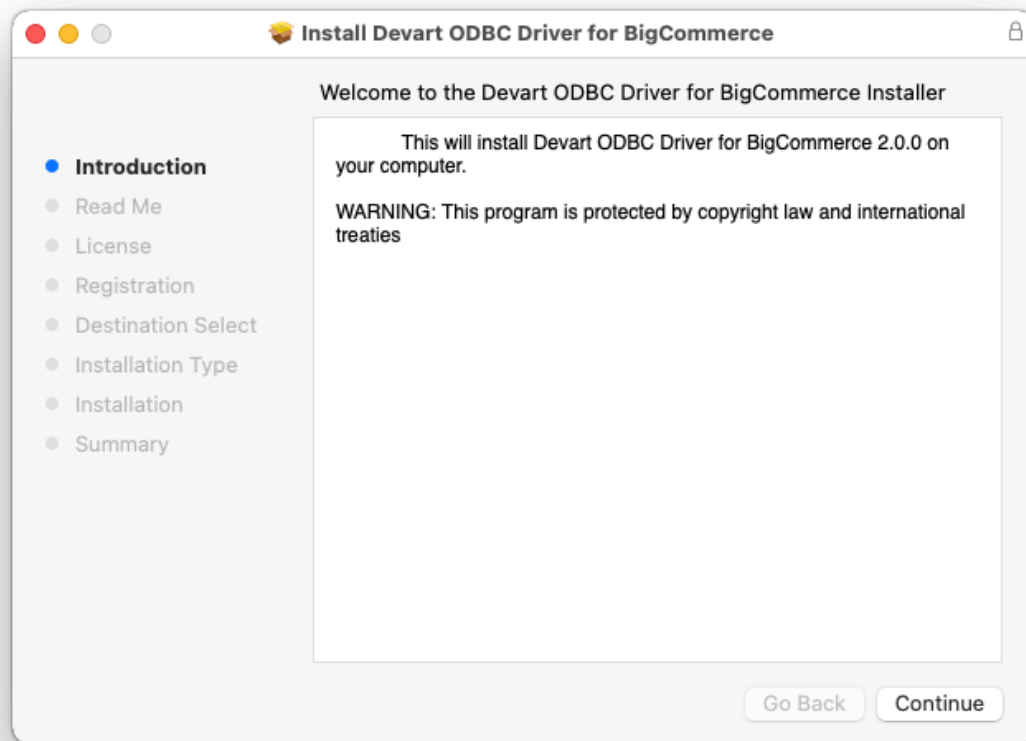 Install Devart ODBC Driver for BigCommerce
Welcome to the Devart ODBC Driver for BigCommerce Installer
Introduction
Read Me
License
Registration
Destination Select
Installation Type
Installation
Summary
This will install Devart ODBC Driver for BigCommerce 2.0.0 on
your computer.
WARNING: This program is protected by copyright law and international
treaties
Go Back
Continue